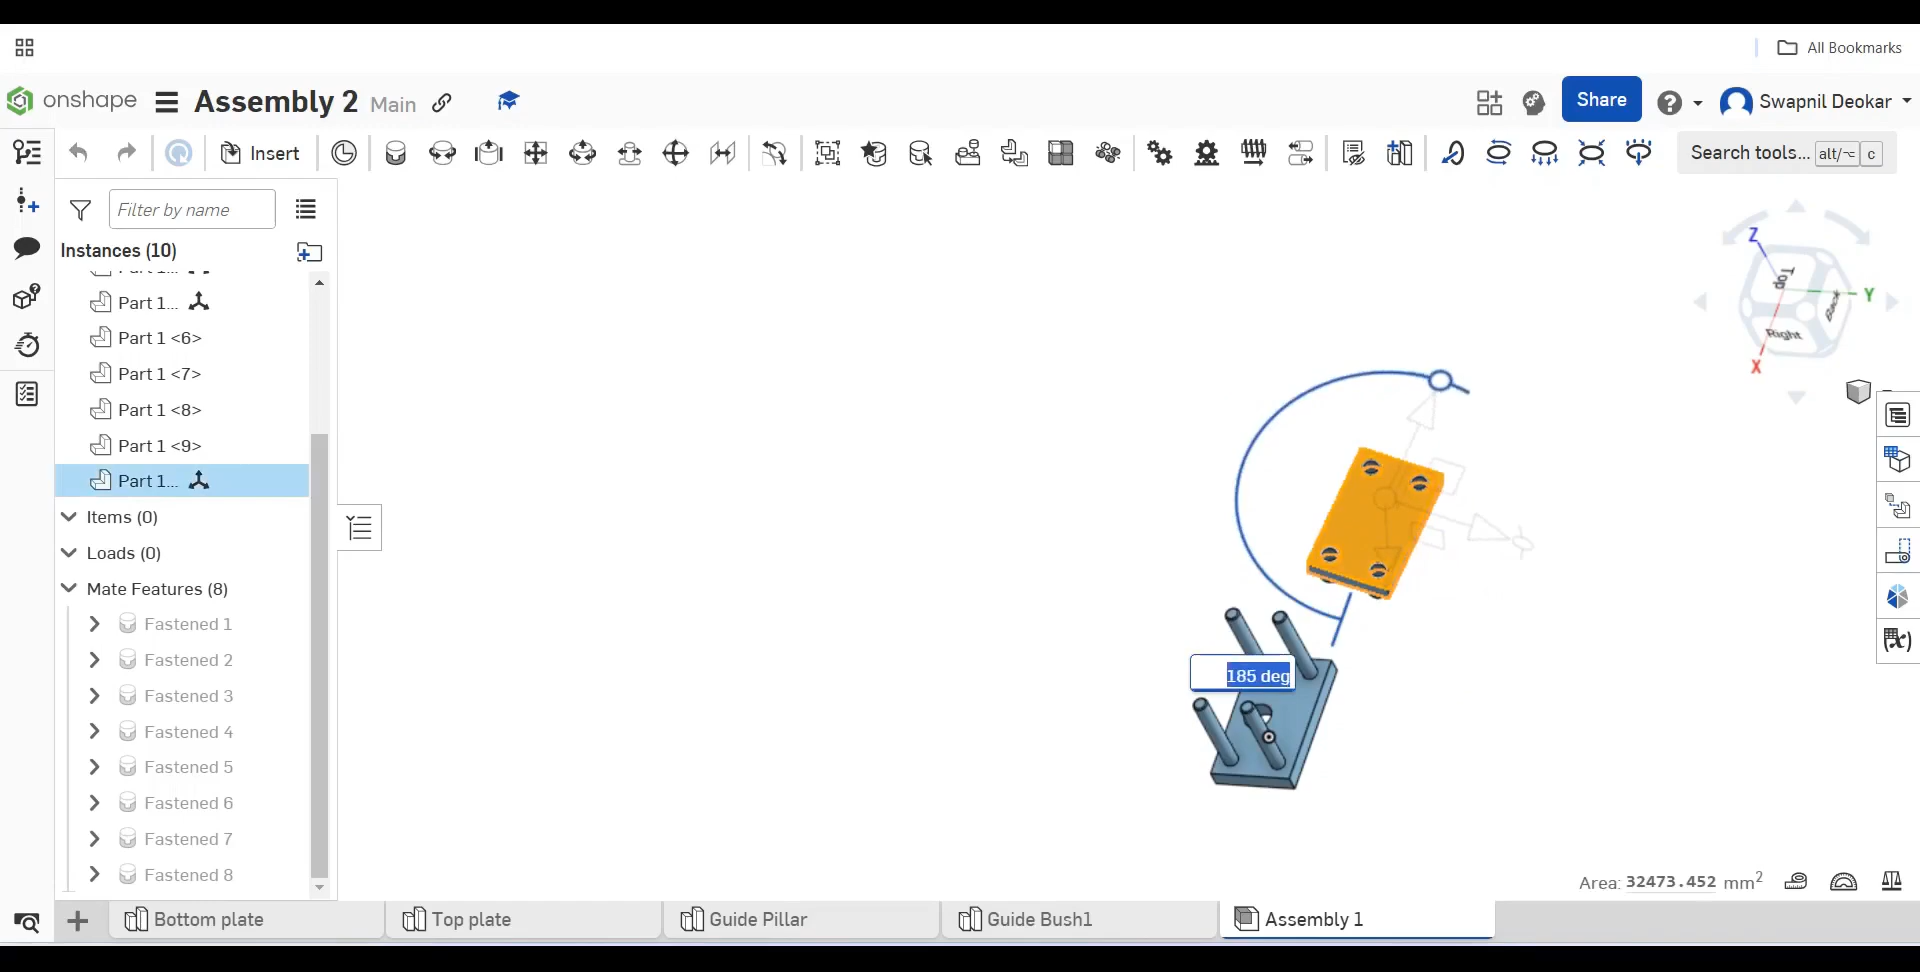 All Bookmarks
onshape Assembly 2 Main Share Swapnil Deokar
Insert Search tools... alt/⌥ c
Filter by name
Instances (10)
Part 1...
Part 1 <6>
Part 1 <7>
Part 1 <8>
Part 1 <9>
Part 1...
Items (0)
Loads (0)
Mate Features (8)
Fastened 1
Fastened 2
Fastened 3
Fastened 4
Fastened 5
Fastened 6
Fastened 7
Fastened 8
Z
Top
Y
Back
Right
X
185 deg
Area: 32473.452 mm²
Bottom plate Top plate Guide Pillar Guide Bush1 Assembly 1